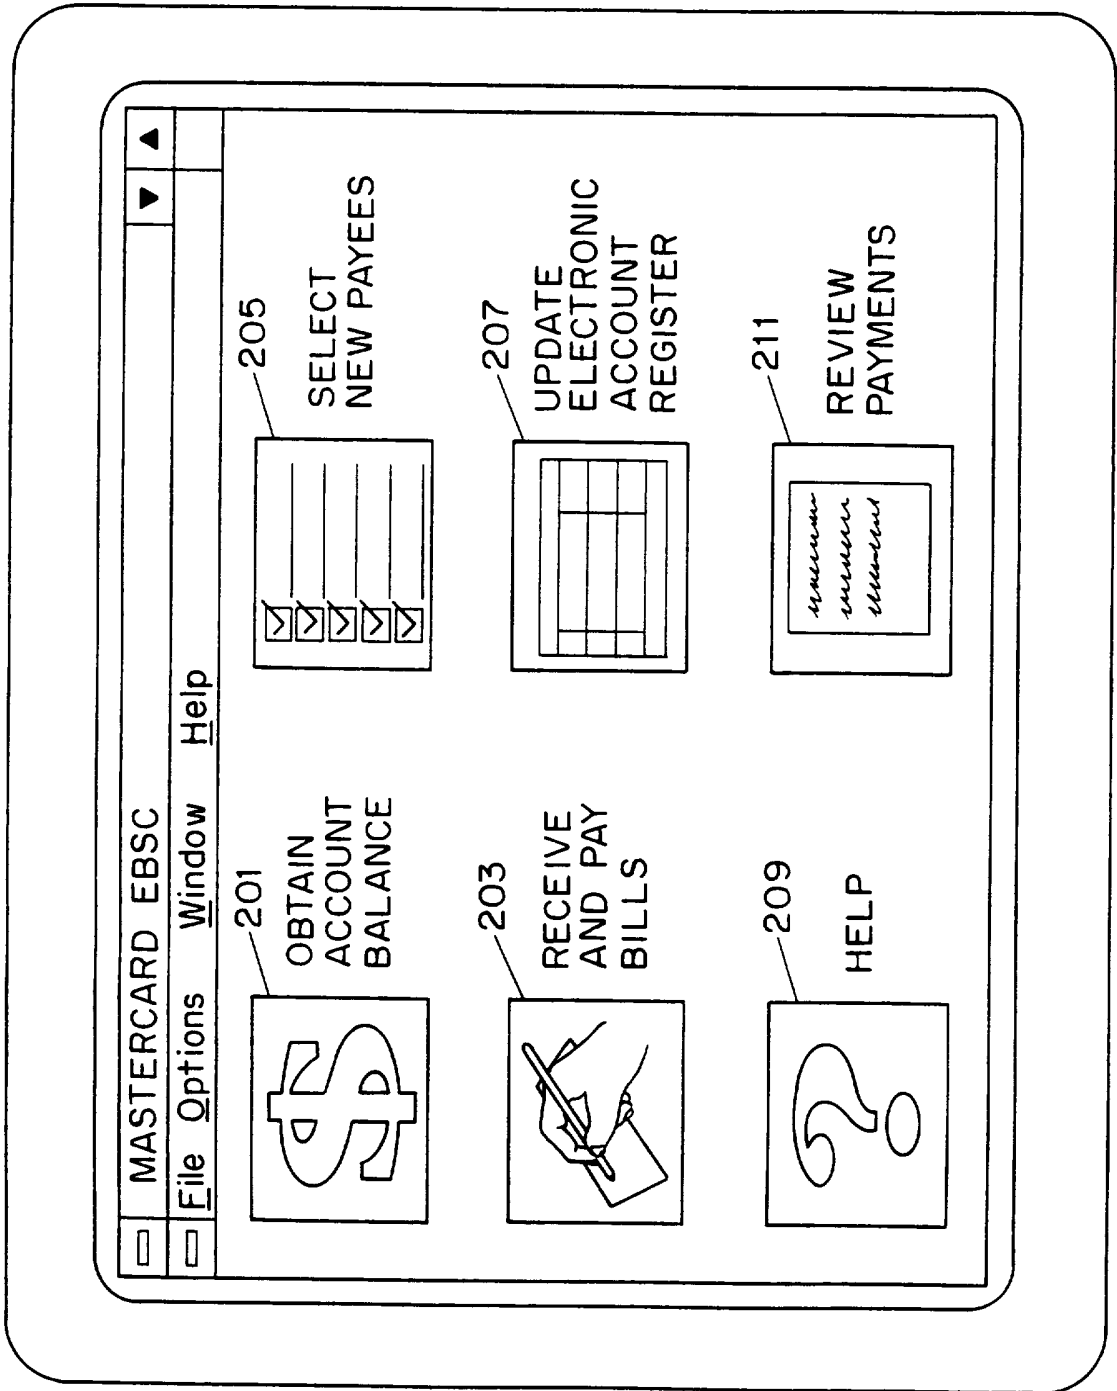 MASTERCARD EBSC
File Options Window Help
201
OBTAIN
ACCOUNT
BALANCE
205
SELECT
NEW PAYEES
203
RECEIVE
AND PAY
BILLS
207
UPDATE
ELECTRONIC
ACCOUNT
REGISTER
209
HELP
211
REVIEW
PAYMENTS